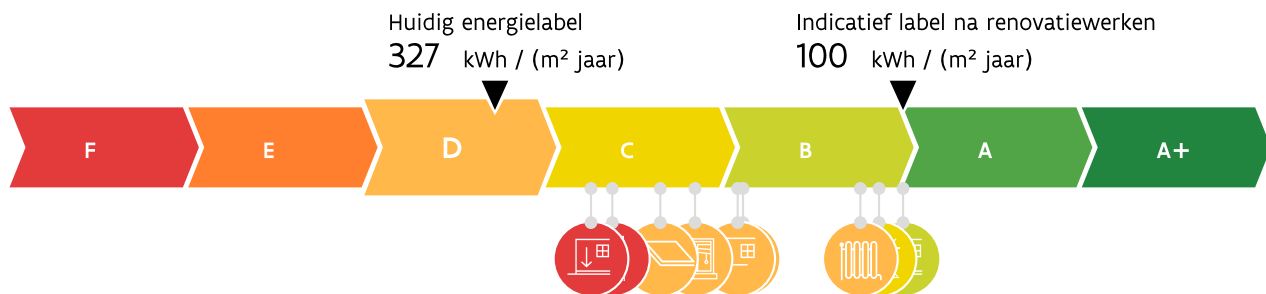 Huidig energielabel
327 kWh / (m² jaar)
Indicatief label na renovatiewerken
100 kWh / (m² jaar)
F E D C B A A+